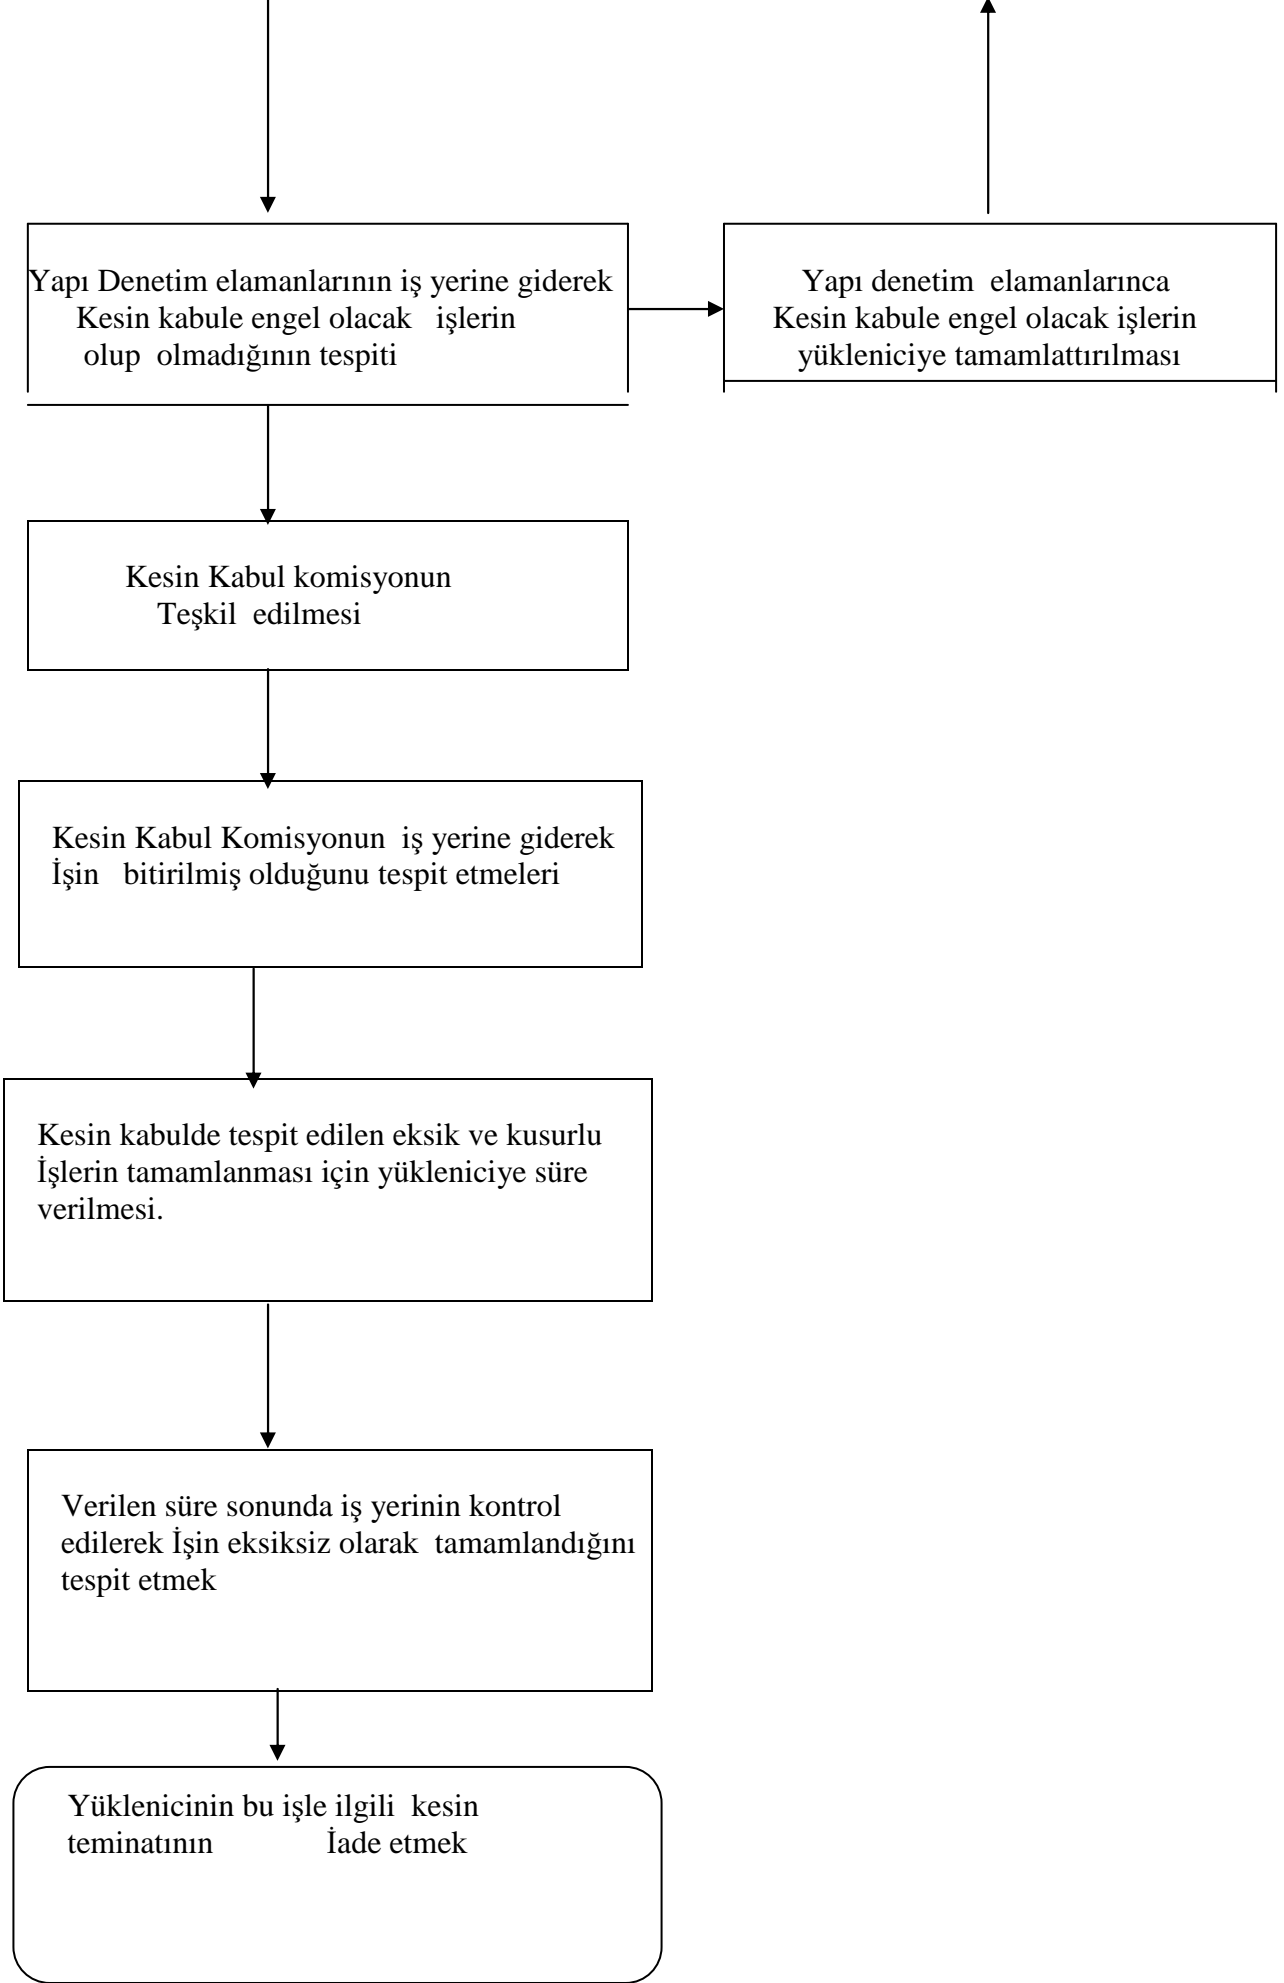 Yapı Denetim elamanlarının iş yerine giderek
Kesin kabule engel olacak işlerin
olup olmadığının tespiti
Yapı denetim elamanlarınca
Kesin kabule engel olacak işlerin
yükleniciye tamamlattırılması
Kesin Kabul komisyonun
Teşkil edilmesi
Kesin Kabul Komisyonun iş yerine giderek
İşin bitirilmiş olduğunu tespit etmeleri
Kesin kabulde tespit edilen eksik ve kusurlu
İşlerin tamamlanması için yükleniciye süre
verilmesi.
Verilen süre sonunda iş yerinin kontrol
edilerek İşin eksiksiz olarak tamamlandığını
tespit etmek
Yüklenicinin bu işle ilgili kesin
teminatının İade etmek